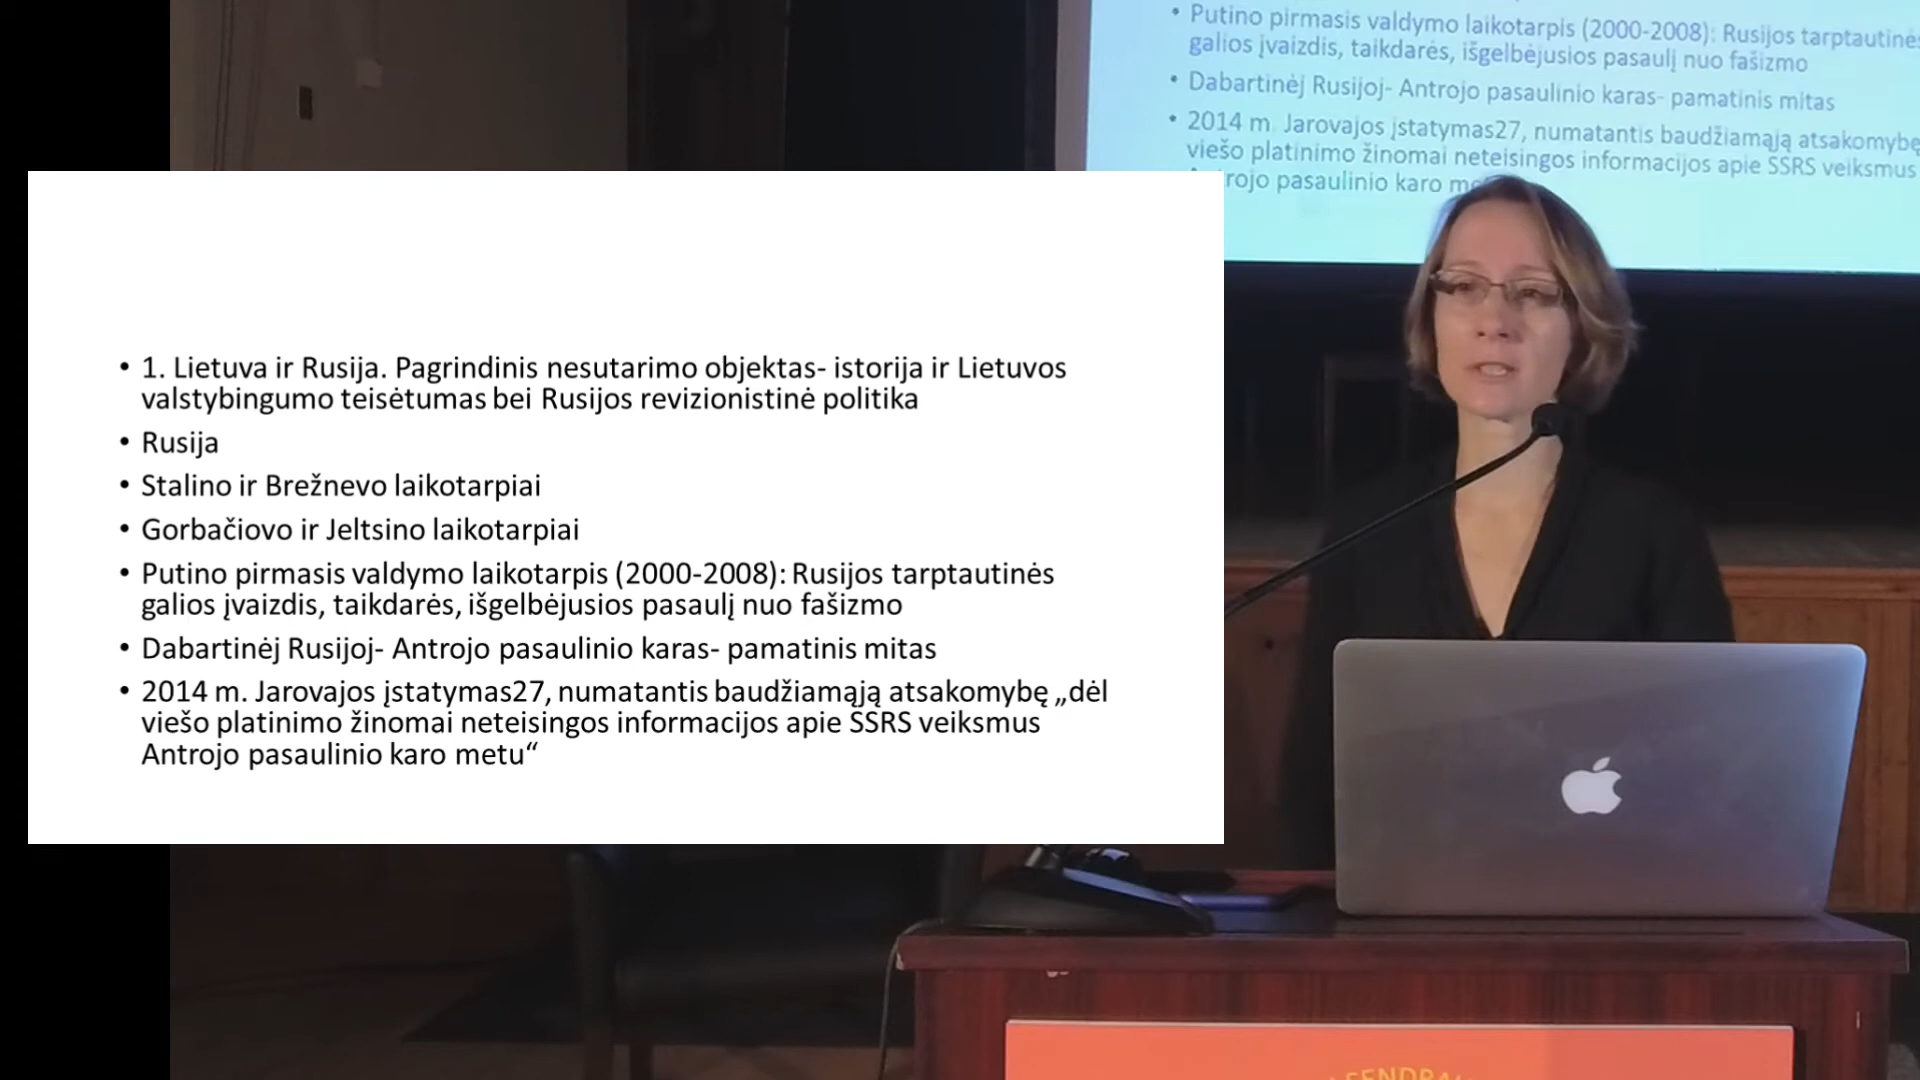 • Putino pirmasis valdymo laikotarpis (2000-2008): Rusijos tarptautinės
galios įvaizdis, taikdarės, išgelbėjusios pasaulį nuo fašizmo
• Dabartinėj Rusijoj- Antrojo pasaulinio karas- pamatinis mitas
• 2014 m. Jarovajos įstatymas27, numatantis baudžiamąją atsakomybę
viešo platinimo žinomai neteisingos informacijos apie SSRS veiksmus
pasaulinio karo
• 1. Lietuva ir Rusija. Pagrindinis nesutarimo objektas- istorija ir Lietuvos
valstybingumo teisėtumas bei Rusijos revizionistinė politika
• Rusija
• Stalino ir Brežnevo laikotarpiai
• Gorbačiovo ir Jeltsino laikotarpiai
• Putino pirmasis valdymo laikotarpis (2000-2008): Rusijos tarptautinės
galios įvaizdis, taikdarės, išgelbėjusios pasaulį nuo fašizmo
• Dabartinėj Rusijoj- Antrojo pasaulinio karas- pamatinis mitas
• 2014 m. Jarovajos įstatymas27, numatantis baudžiamąją atsakomybę „dėl
viešo platinimo žinomai neteisingos informacijos apie SSRS veiksmus
Antrojo pasaulinio karo metu“